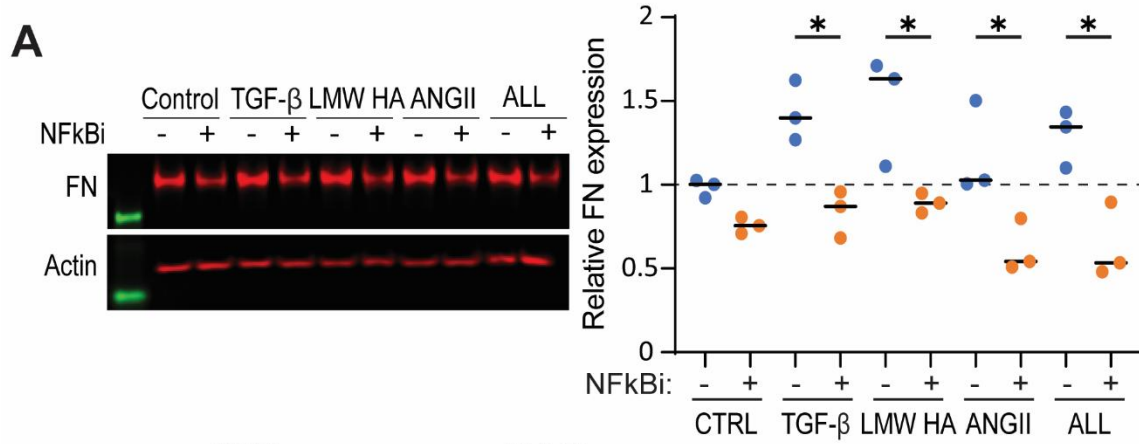 A
Control TGF-β LMW HA ANGII ALL
NFkBi - + - + - + - + - +
FN
Actin
Relative FN expression
2
1.5
1
0.5
0
* * * *
NFkBi: - + - + - + - + - +
CTRL TGF-β LMW HA ANGII ALL